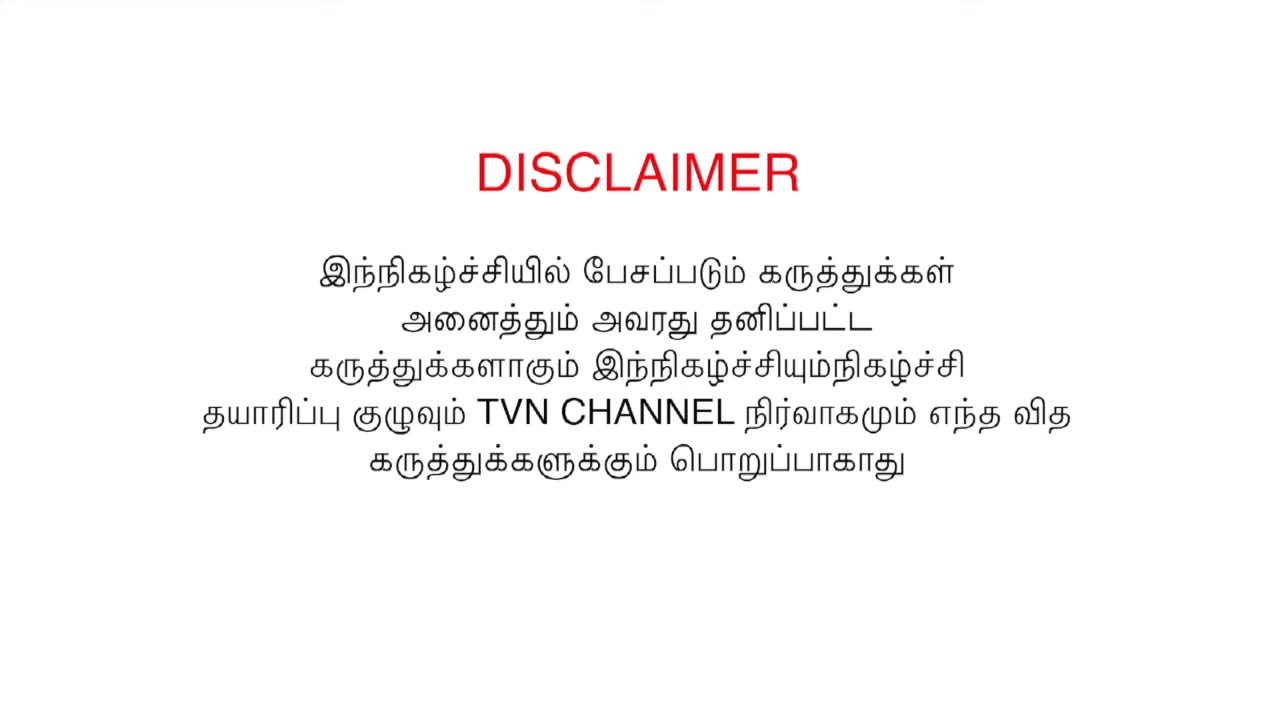 DISCLAIMER
இந்நிகழ்ச்சியில் பேசப்படும் கருத்துக்கள்
அனைத்தும் அவரது தனிப்பட்ட
கருத்துக்களாகும் இந்நிகழ்ச்சியும்நிகழ்ச்சி
தயாரிப்பு குழுவும் TVN CHANNEL நிர்வாகமும் எந்த வித
கருத்துக்களுக்கும் பொறுப்பாகாது